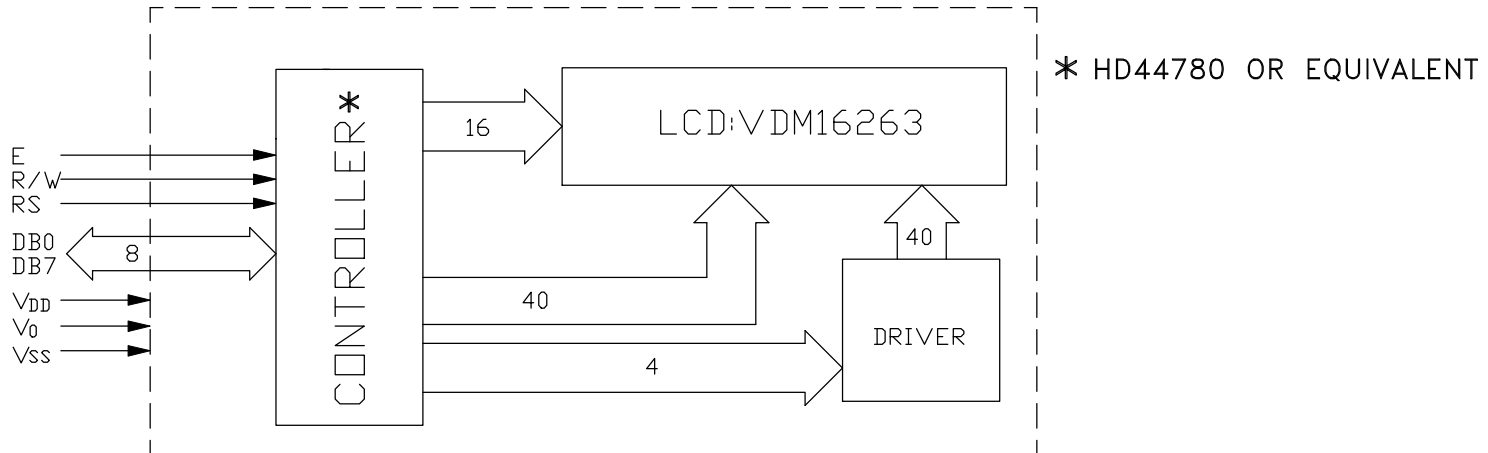 * HD44780 OR EQUIVALENT
CONTROLLER*
LCD:VDM16263
16
E
R/W
RS
DB0
DB7
8
40
40
VDD
V0
VSS
DRIVER
4